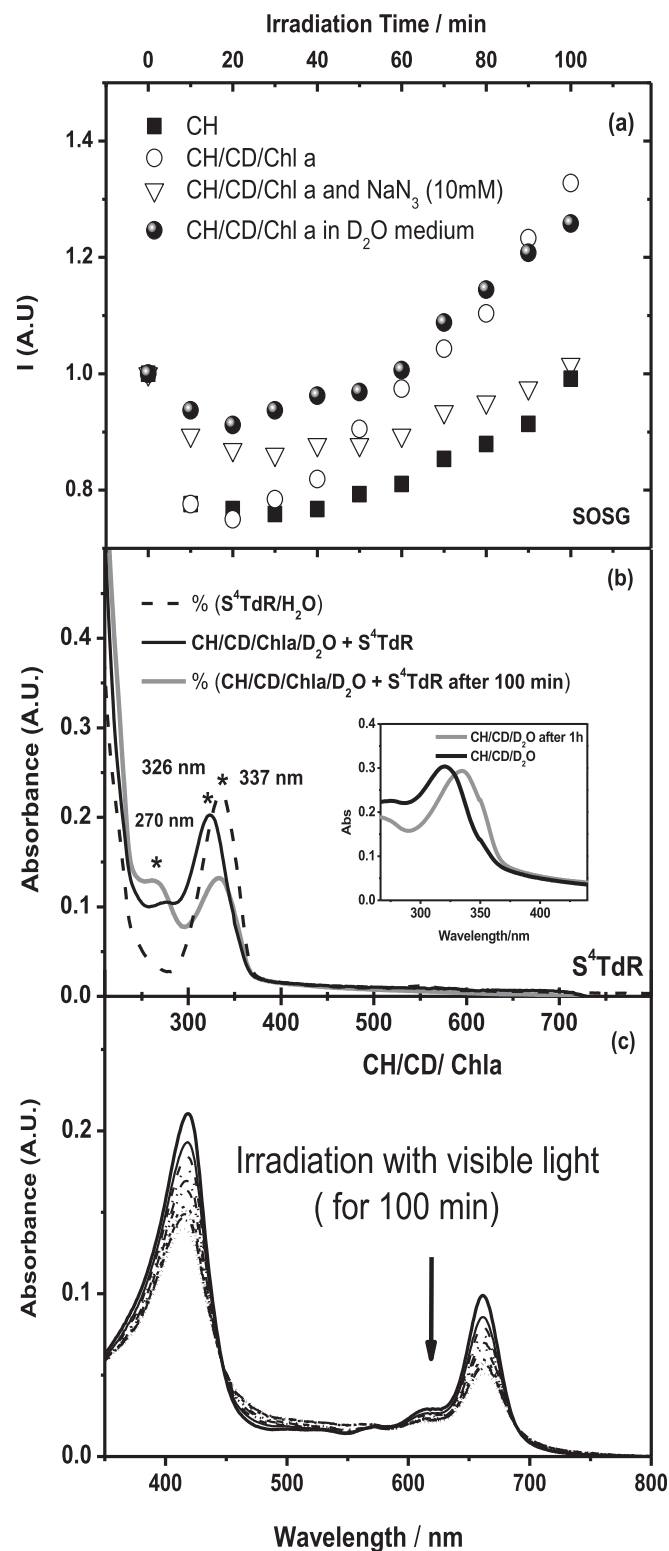 Irradiation Time / min
0 20 40 60 80 100
(a)
CH
CH/CD/Chl a
CH/CD/Chl a and NaN3 (10mM)
CH/CD/Chl a in D2O medium
1.4
1.2
1.0
0.8
I (A.U)
SOSG
(b)
% (S4TdR/H2O)
CH/CD/Chla/D2O + S4TdR
% (CH/CD/Chla/D2O + S4TdR after 100 min)
0.4
0.3
0.2
0.1
0.0
Absorbance (A.U.)
326 nm
337 nm
270 nm
*
*
*
CH/CD/D2O after 1h
CH/CD/D2O
0.4
0.3
0.2
0.1
0.0
Abs
300 350 400
Wavelength/nm
S4TdR
300 400 500 600 700
CH/CD/ Chla
(c)
Irradiation with visible light
( for 100 min)
0.2
0.1
0.0
Absorbance (A.U.)
400 500 600 700 800
Wavelength / nm